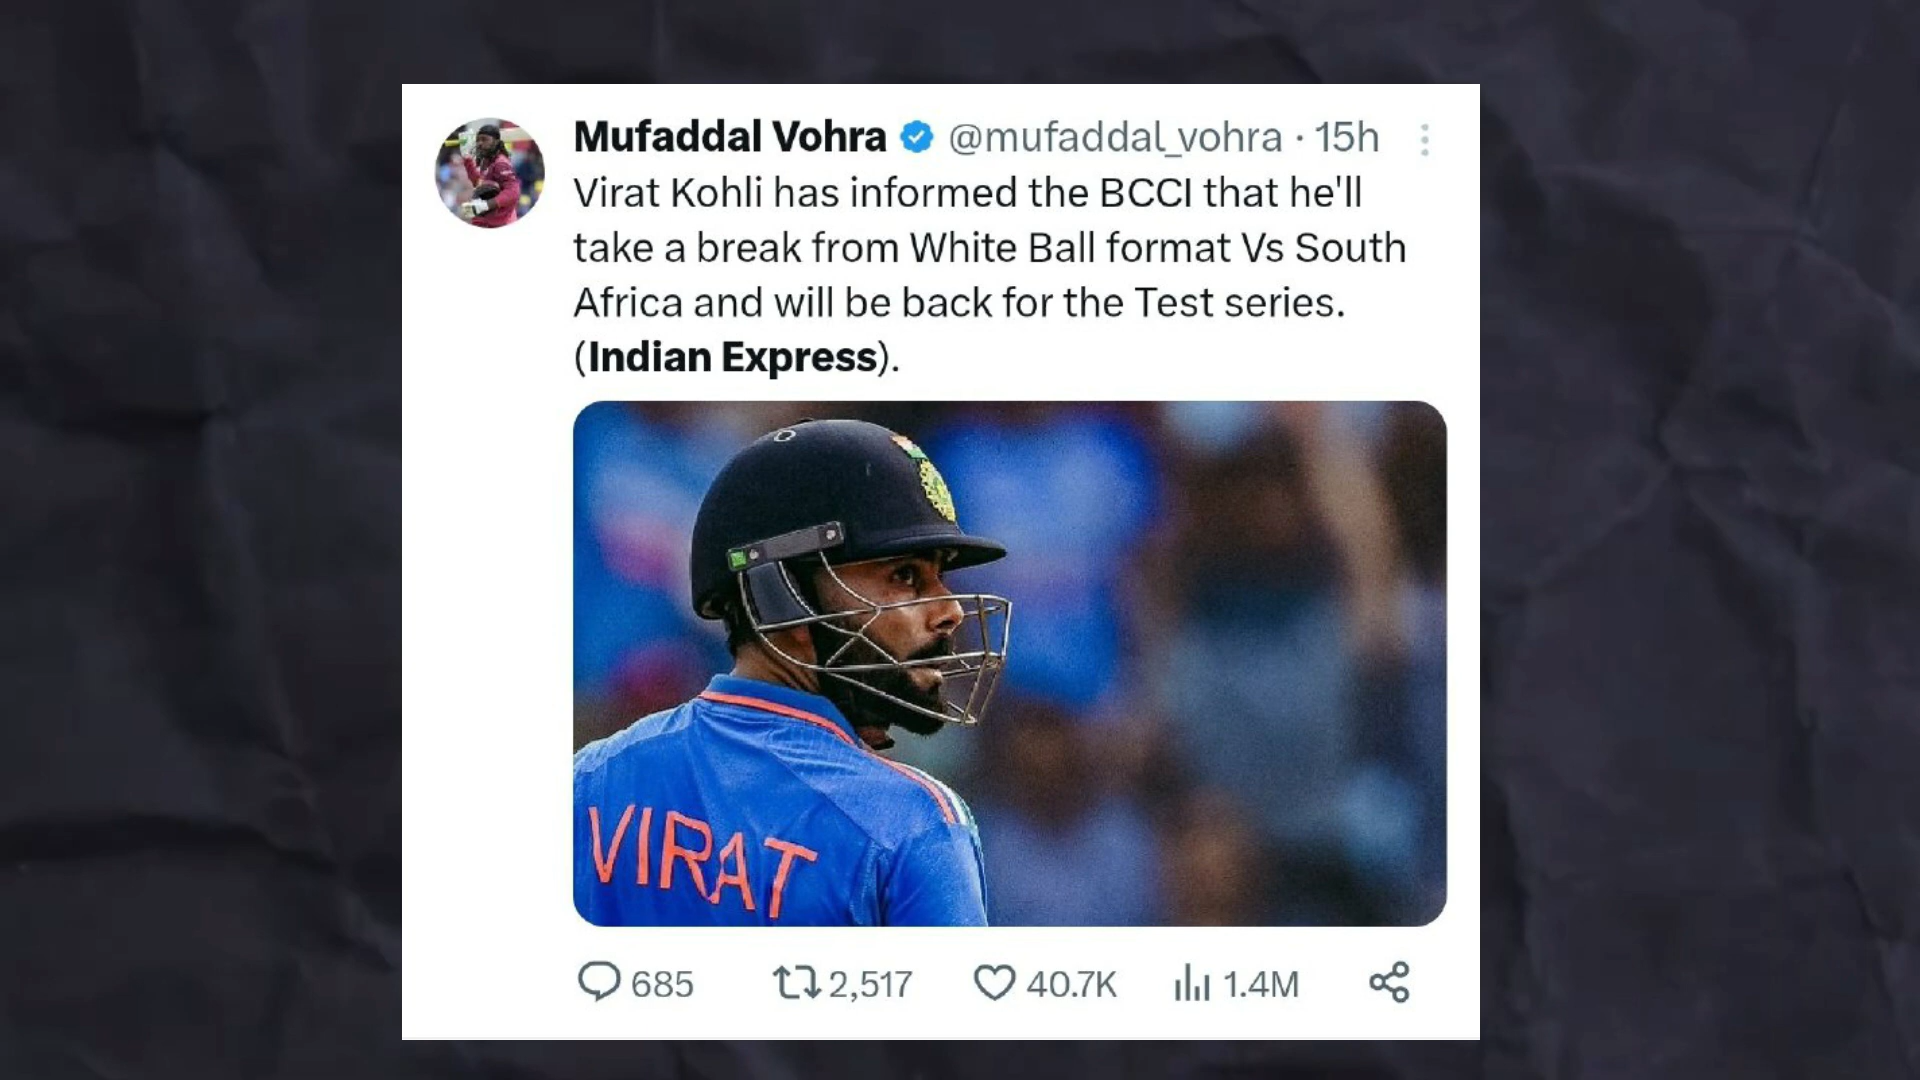 Mufaddal Vohra @mufaddal_vohra · 15h
Virat Kohli has informed the BCCI that he'll
take a break from White Ball format Vs South
Africa and will be back for the Test series.
(Indian Express).
VIRAT
685 2,517 40.7K 1.4M